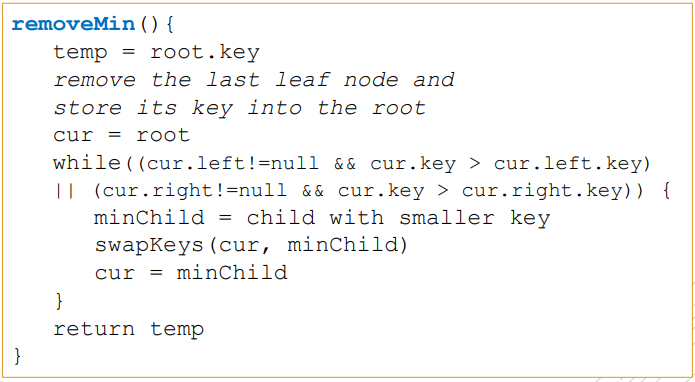 removeMin(){
temp = root.key
remove the last leaf node and
store its key into the root
cur = root
while((cur.left!=null && cur.key > cur.left.key)
|| (cur.right!=null && cur.key > cur.right.key)) {
minChild = child with smaller key
swapKeys(cur, minChild)
cur = minChild
}
return temp
}